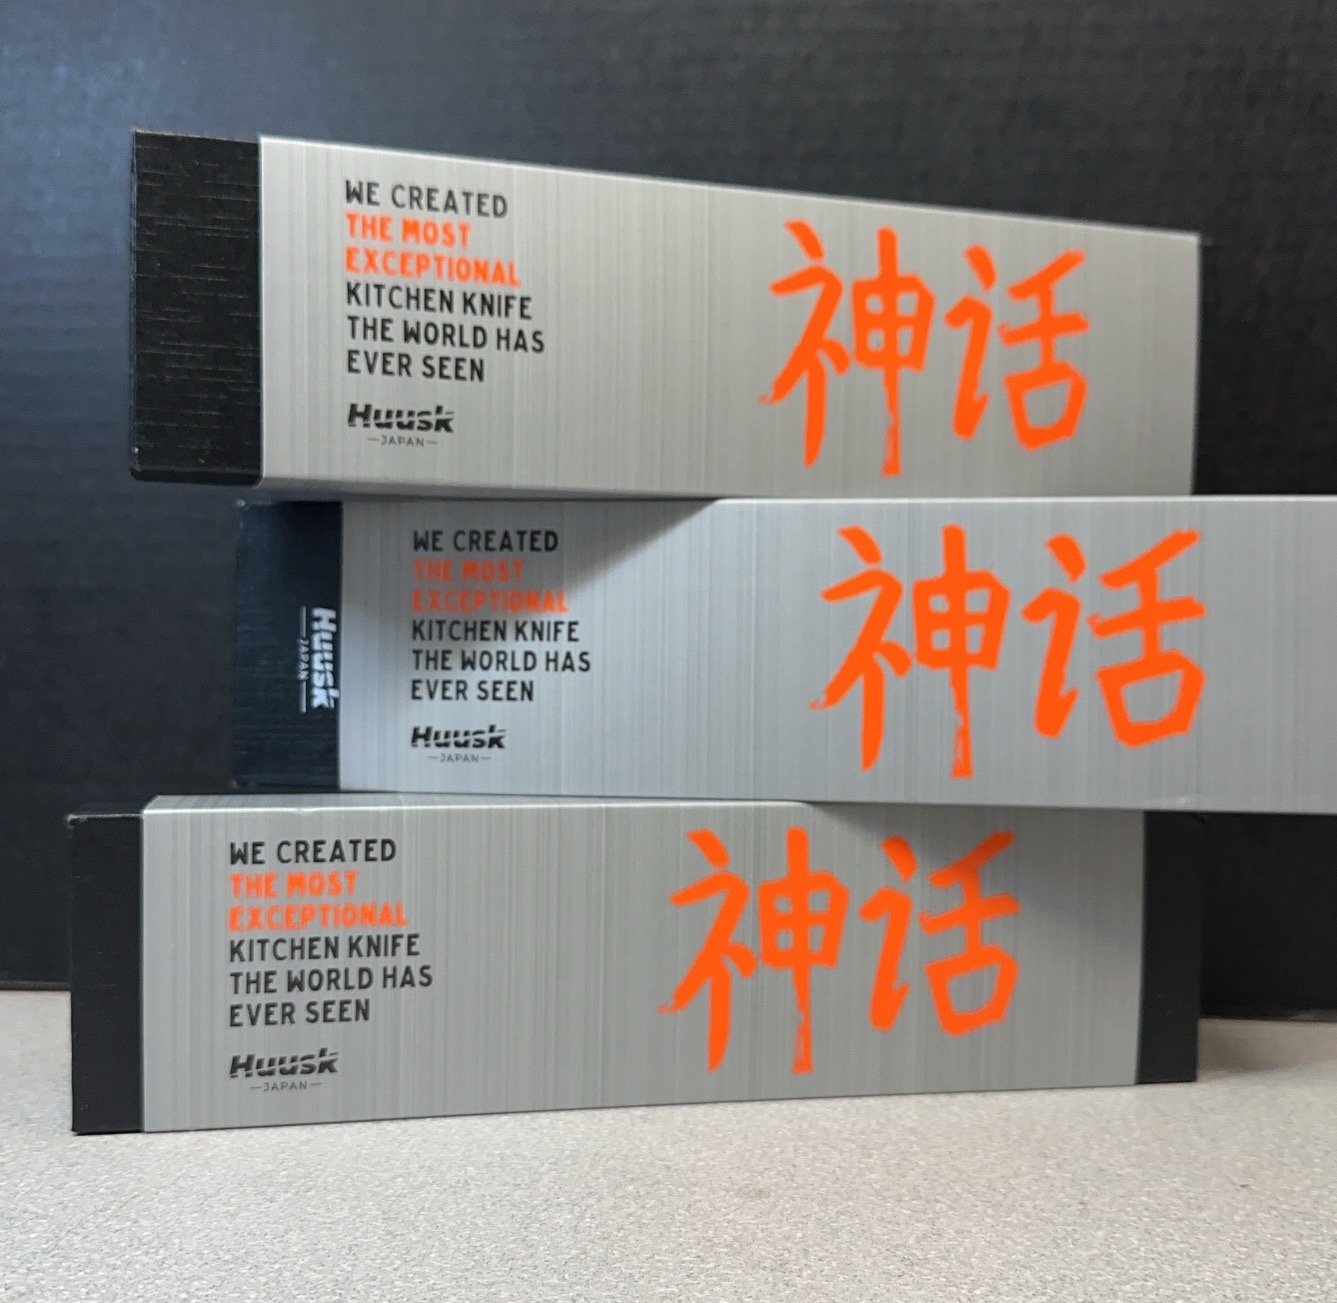 WE CREATED
THE MOST
EXCEPTIONAL
KITCHEN KNIFE
THE WORLD HAS
EVER SEEN
Huusk
JAPAN
神话
WE CREATED
THE MOST
EXCEPTIONAL
KITCHEN KNIFE
THE WORLD HAS
EVER SEEN
Huusk
JAPAN
神话
Huusk
JAPAN
WE CREATED
THE MOST
EXCEPTIONAL
KITCHEN KNIFE
THE WORLD HAS
EVER SEEN
Huusk
JAPAN
神话